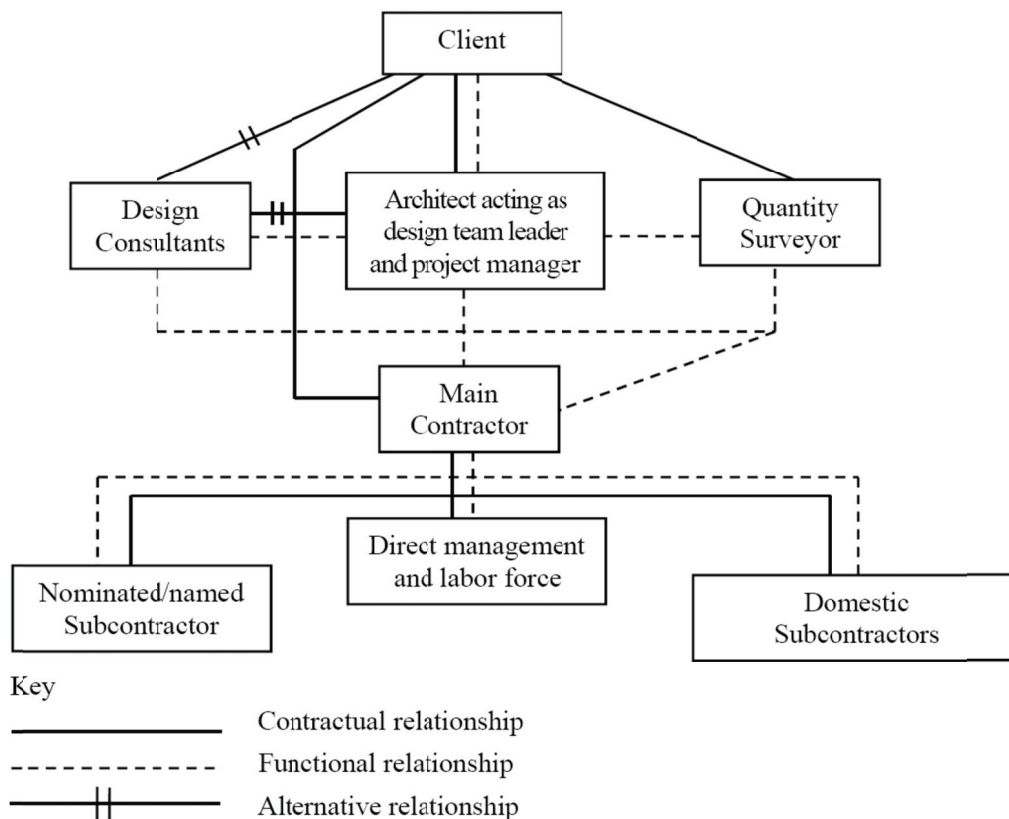 Client
Design
Consultants
Architect acting as
design team leader
and project manager
Quantity
Surveyor
Main
Contractor
Direct management
and labor force
Nominated/named
Subcontractor
Domestic
Subcontractors
Key
Contractual relationship
Functional relationship
Alternative relationship